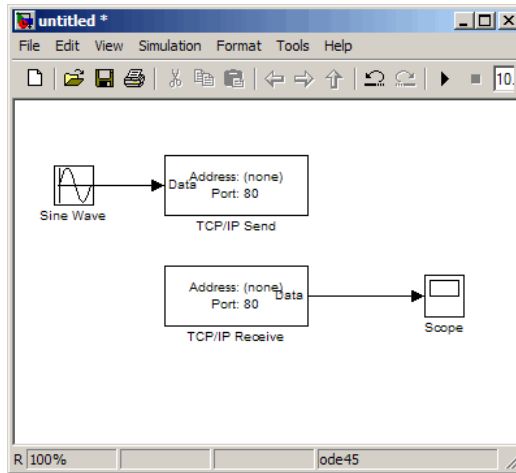 untitled *
File Edit View Simulation Format Tools Help
10.
Address: (none)
Data
Port: 80
Sine Wave
TCP/IP Send
Address: (none)
Data
Port: 80
TCP/IP Receive
Scope
R 100% ode45